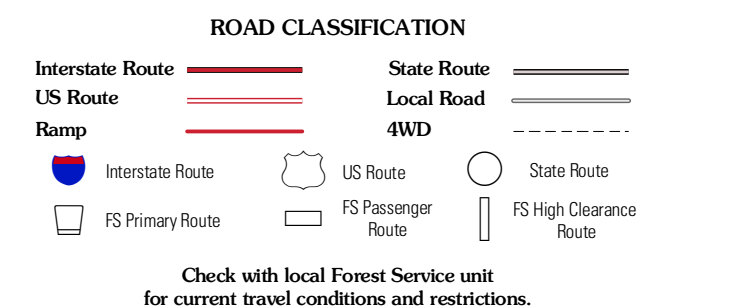 ROAD CLASSIFICATION
Interstate Route
State Route
US Route
Local Road
Ramp
4WD
Interstate Route
US Route
State Route
FS Primary Route
FS Passenger
Route
FS High Clearance
Route
Check with local Forest Service unit
for current travel conditions and restrictions.